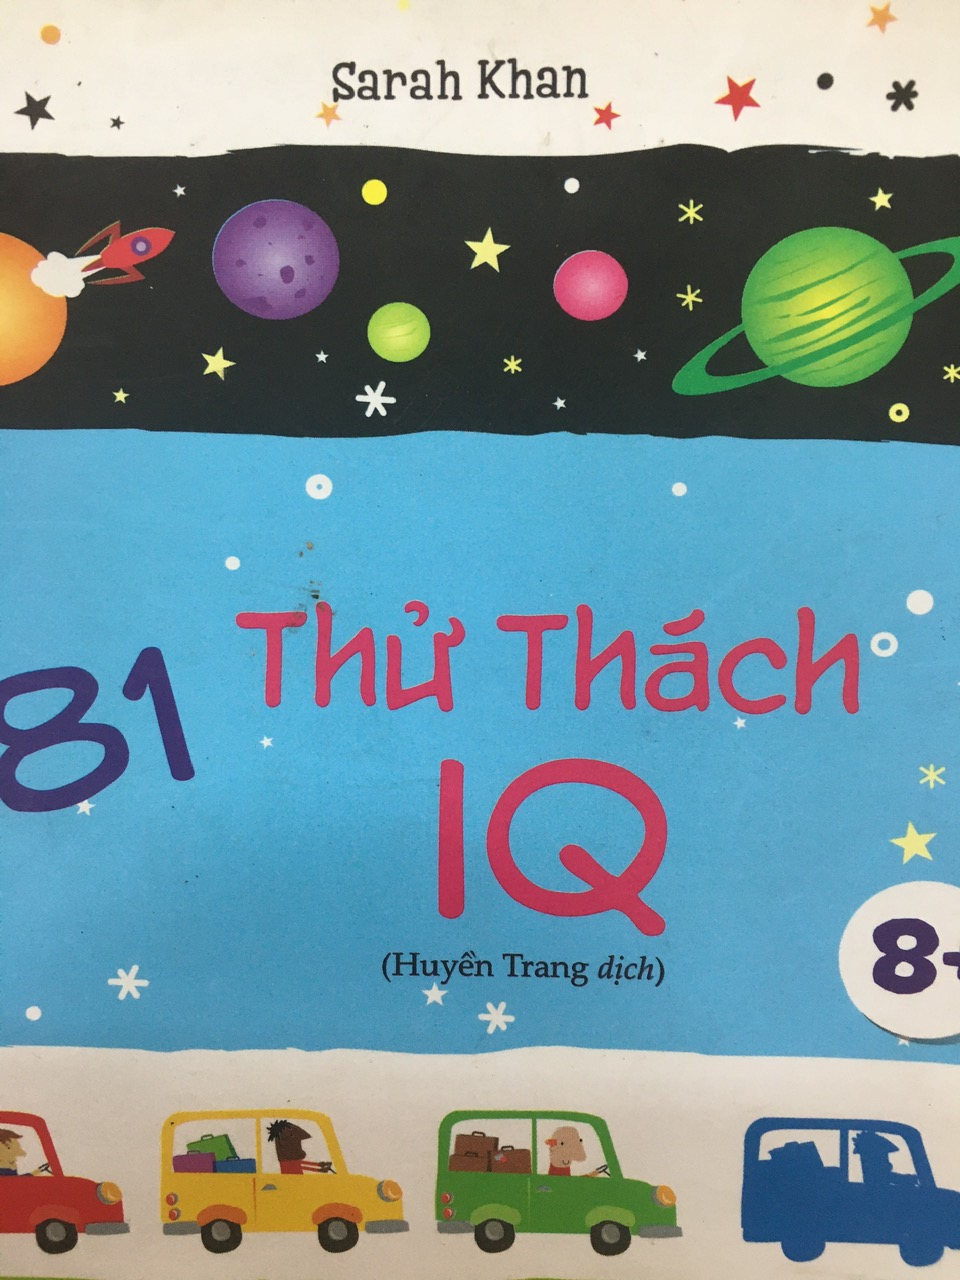 Sarah Khan
81 Thử Thách
IQ
(Huyền Trang dịch)
8+